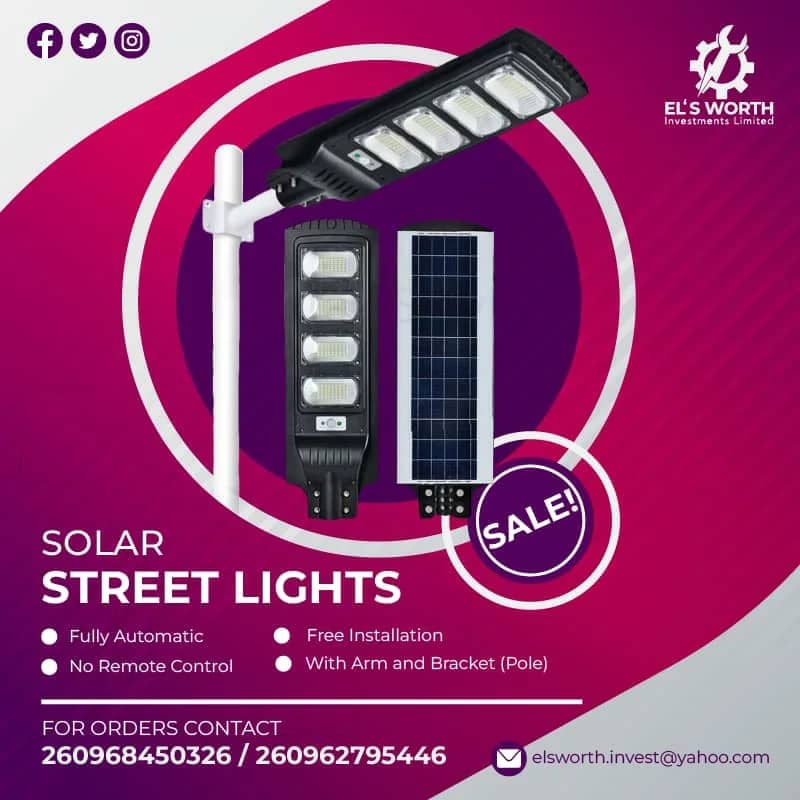 EL'S WORTH
Investments Limited
SALE!
SOLAR
STREET LIGHTS
Fully Automatic
Free Installation
No Remote Control
With Arm and Bracket (Pole)
FOR ORDERS CONTACT
260968450326 / 260962795446
elsworth.invest@yahoo.com